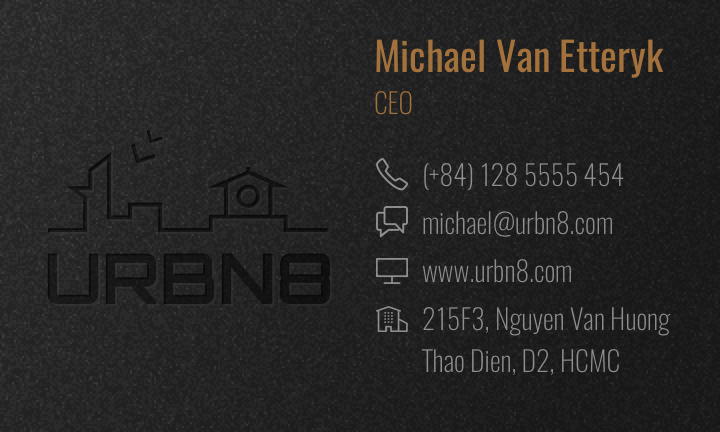 Michael Van Etteryk
CEO
(+84) 128 5555 454
michael@urbn8.com
www.urbn8.com
215F3, Nguyen Van Huong
Thao Dien, D2, HCMC
URBN8